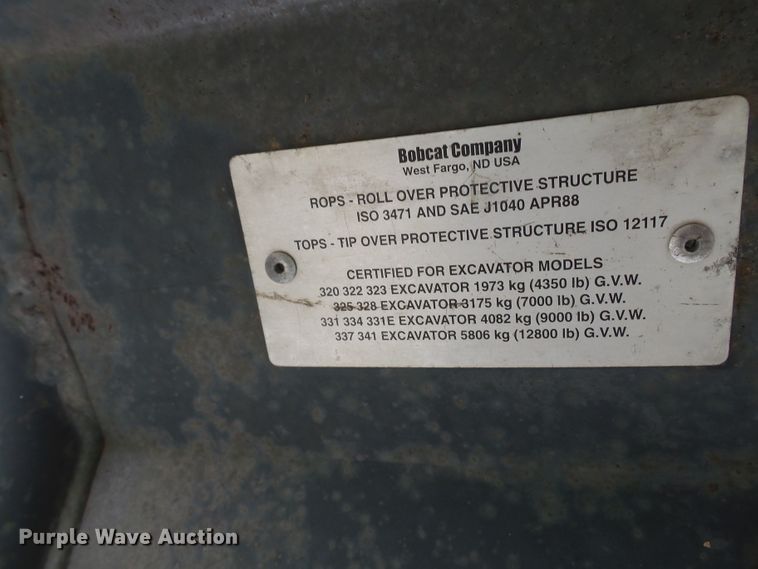 Bobcat Company
West Fargo, ND USA
ROPS - ROLL OVER PROTECTIVE STRUCTURE
ISO 3471 AND SAE J1040 APR88
TOPS - TIP OVER PROTECTIVE STRUCTURE ISO 12117
CERTIFIED FOR EXCAVATOR MODELS
320 322 323 EXCAVATOR 1973 kg (4350 lb) G.V.W.
325 328 EXCAVATOR 3175 kg (7000 lb) G.V.W.
331 334 331E EXCAVATOR 4082 kg (9000 lb) G.V.W.
337 341 EXCAVATOR 5806 kg (12800 lb) G.V.W.
Purple Wave Auction